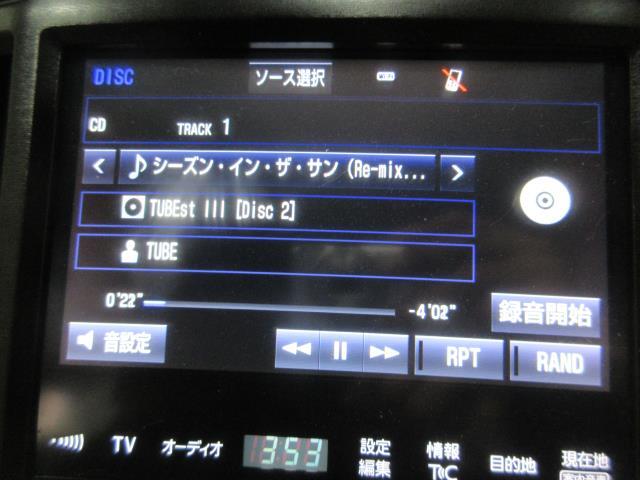 DISC ソース選択
CD TRACK 1
< シーズン・イン・ザ・サン (Re-mix... >
TUBEst III [Disc 2]
TUBE
0'22" -4'02"
録音開始
音設定 RPT RAND
TV オーディオ 3:53 設定編集 情報 TC 目的地 現在地